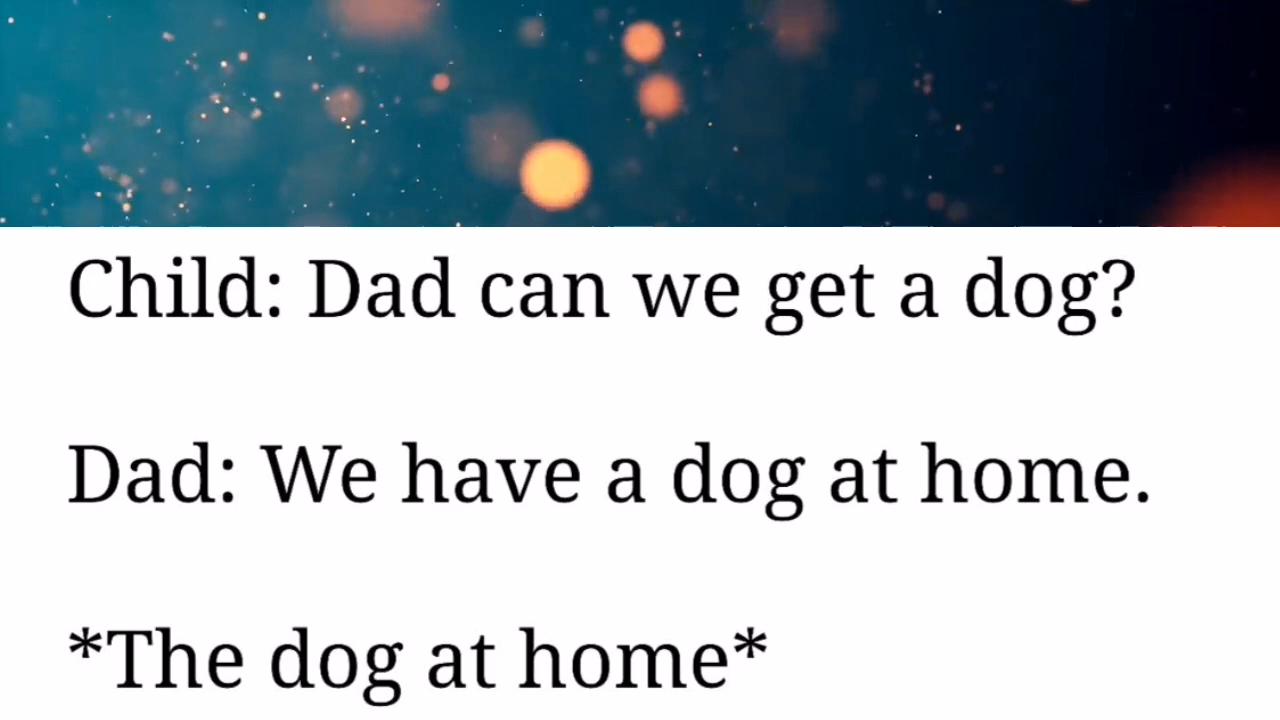 Child: Dad can we get a dog?
Dad: We have a dog at home.
*The dog at home*